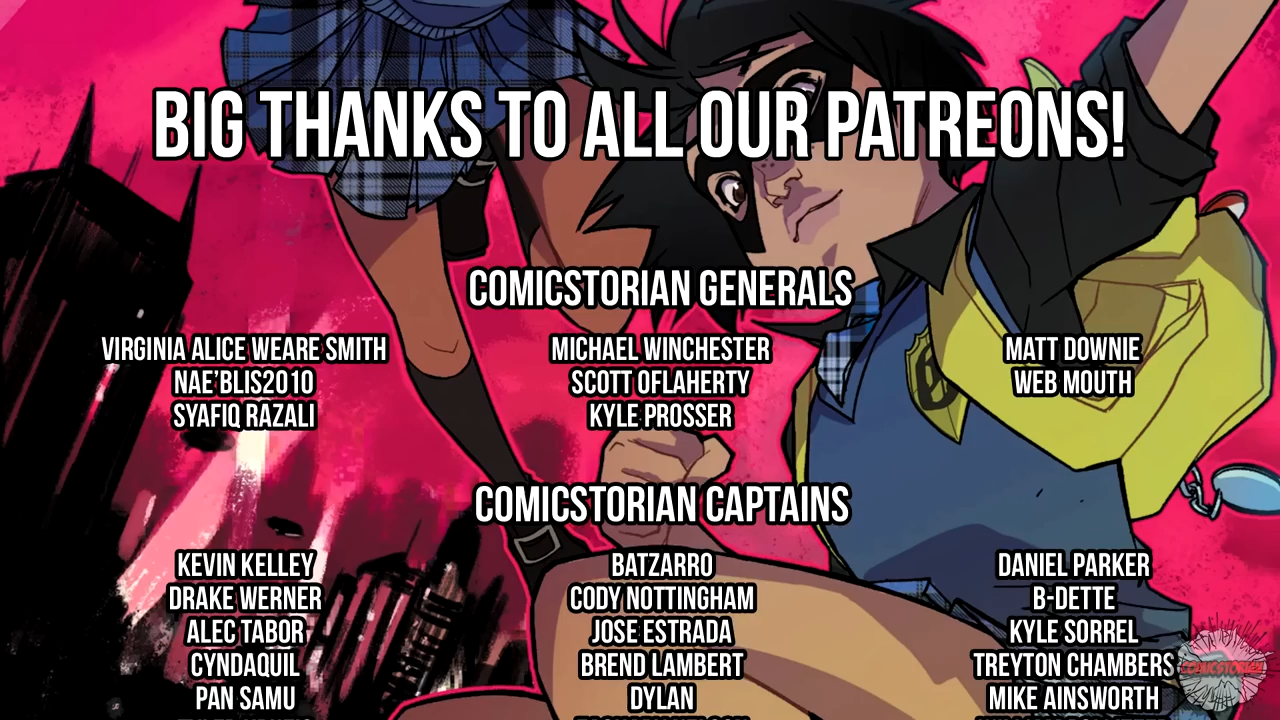 BIG THANKS TO ALL OUR PATREONS!
COMICSTORIAN GENERALS
VIRGINIA ALICE WEARE SMITH
NAE'BLIS2010
SYAFIQ RAZALI
MICHAEL WINCHESTER
SCOTT OFLAHERTY
KYLE PROSSER
MATT DOWNIE
WEB MOUTH
COMICSTORIAN CAPTAINS
KEVIN KELLEY
DRAKE WERNER
ALEC TABOR
CYNDAQUIL
PAN SAMU
BATZARRO
CODY NOTTINGHAM
JOSE ESTRADA
BREND LAMBERT
DYLAN
DANIEL PARKER
B-DETTE
KYLE SORREL
TREYTON CHAMBERS
MIKE AINSWORTH
COMICSTORIAN